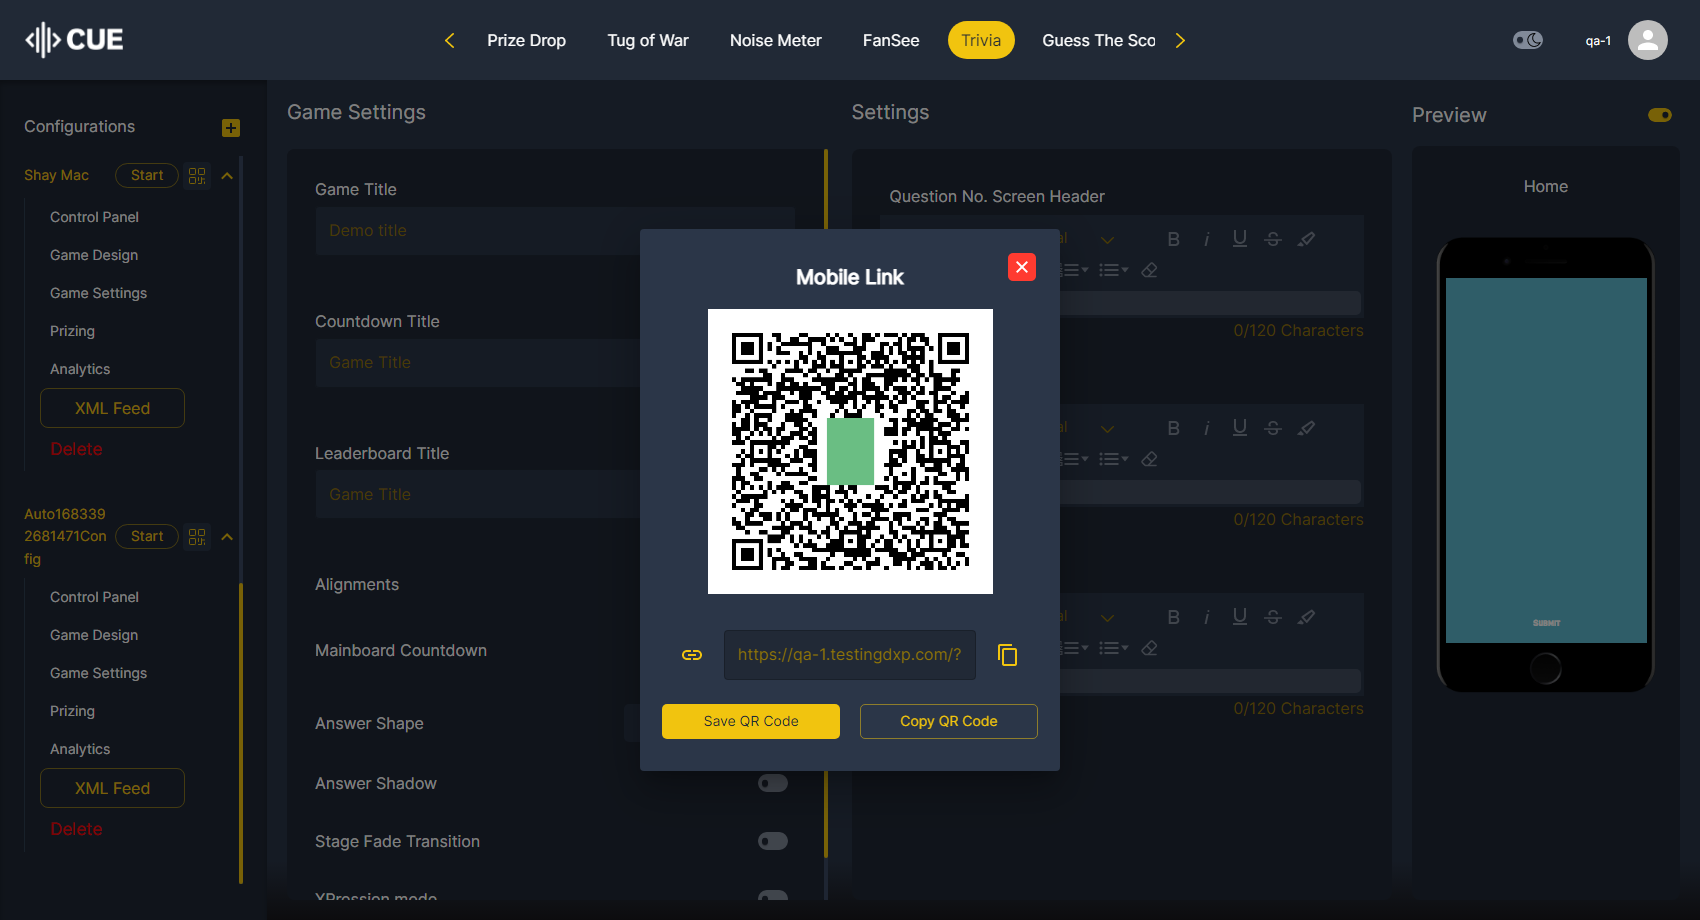 CUE
Prize Drop
Tug of War
Noise Meter
FanSee
Trivia
Guess The Sco
qa-1
Configurations
Shay Mac
Start
Control Panel
Game Design
Game Settings
Prizing
Analytics
XML Feed
Delete
Auto168339
2681471Con
fig
Start
Control Panel
Game Design
Game Settings
Prizing
Analytics
XML Feed
Delete
Game Settings
Game Title
Demo title
Countdown Title
Game Title
Leaderboard Title
Game Title
Alignments
Mainboard Countdown
Answer Shape
Answer Shadow
Stage Fade Transition
XPression mode
Mobile Link
https://qa-1.testingdxp.com/?
Save QR Code
Copy QR Code
Settings
Question No. Screen Header
0/120 Characters
0/120 Characters
0/120 Characters
Preview
Home
SUBMIT